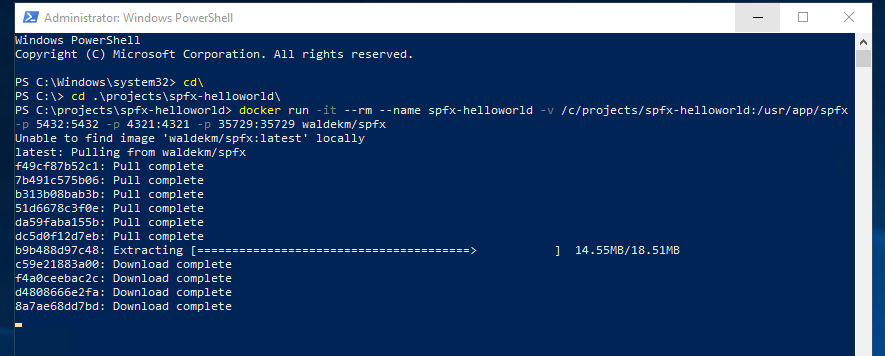 Administrator: Windows PowerShell
Windows PowerShell
Copyright (C) Microsoft Corporation. All rights reserved.
PS C:\Windows\system32> cd\
PS C:\> cd .\projects\spfx-helloworld\
PS C:\projects\spfx-helloworld> docker run -it --rm --name spfx-helloworld -v /c/projects/spfx-helloworld:/usr/app/spfx
-p 5432:5432 -p 4321:4321 -p 35729:35729 waldekm/spfx
Unable to find image 'waldekm/spfx:latest' locally
latest: Pulling from waldekm/spfx
f49cf87b52c1: Pull complete
7b491c575b06: Pull complete
b313b08bab3b: Pull complete
51d6678c3f0e: Pull complete
da59faba155b: Pull complete
dc5d0f12d7eb: Pull complete
b9b488d97c48: Extracting [=======================================>           ]  14.55MB/18.51MB
c59e21883a00: Download complete
f4a0ceebac2c: Download complete
d4808666e2fa: Download complete
8a7ae68dd7bd: Download complete